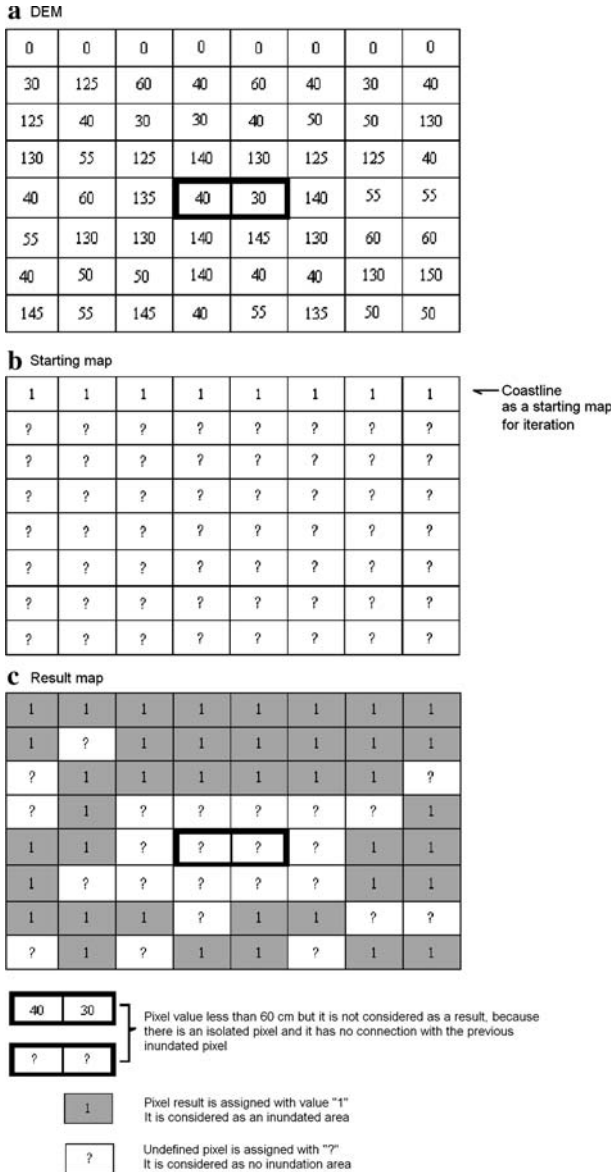 a DEM
0 0 0 0 0 0 0 0
30 125 60 40 60 40 30 40
125 40 30 30 40 50 50 130
130 55 125 140 130 125 125 40
40 60 135 40 30 140 55 55
55 130 130 140 145 130 60 60
40 50 50 140 40 40 130 150
145 55 145 40 55 135 50 50
b Starting map
1 1 1 1 1 1 1 1
? ? ? ? ? ? ? ?
? ? ? ? ? ? ? ?
? ? ? ? ? ? ? ?
? ? ? ? ? ? ? ?
? ? ? ? ? ? ? ?
? ? ? ? ? ? ? ?
? ? ? ? ? ? ? ?
Coastline
as a starting map
for iteration
c Result map
1 1 1 1 1 1 1 1
1 ? 1 1 1 1 1 1
? 1 1 1 1 1 1 ?
? 1 ? ? ? ? ? 1
1 1 ? ? ? ? 1 1
1 ? ? ? ? ? 1 1
1 1 1 ? 1 1 ? ?
? 1 ? 1 1 ? 1 1
40 30
? ?
Pixel value less than 60 cm but it is not considered as a result, because
there is an isolated pixel and it has no connection with the previous
inundated pixel
1
Pixel result is assigned with value "1"
It is considered as an inundated area
?
Undefined pixel is assigned with "?"
It is considered as no inundation area